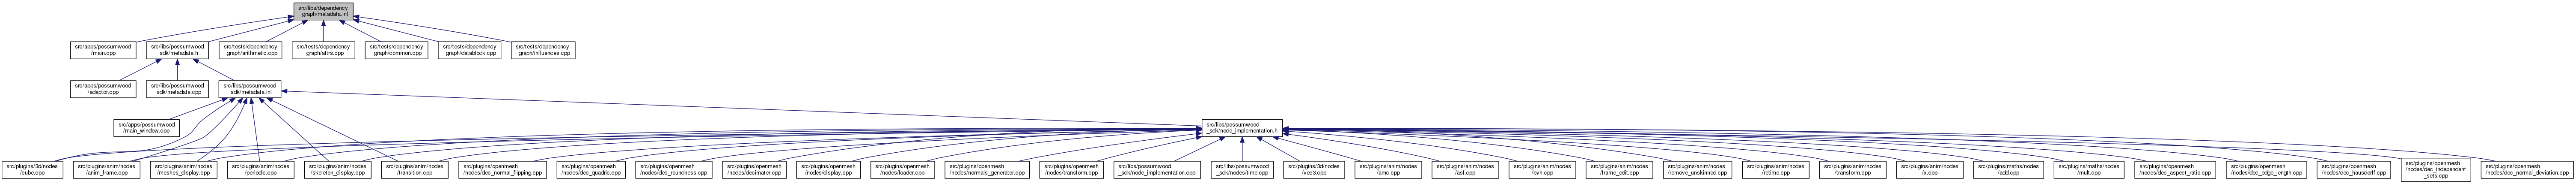 src/libs/dependency
_graph/metadata.inl
src/apps/possumwood
/main.cpp
src/libs/possumwood
_sdk/metadata.h
src/tests/dependency
_graph/arithmetic.cpp
src/tests/dependency
_graph/attrs.cpp
src/tests/dependency
_graph/common.cpp
src/tests/dependency
_graph/datablock.cpp
src/tests/dependency
_graph/influences.cpp
src/apps/possumwood
/adaptor.cpp
src/libs/possumwood
_sdk/metadata.cpp
src/libs/possumwood
_sdk/metadata.inl
src/apps/possumwood
/main_window.cpp
src/libs/possumwood
_sdk/node_implementation.h
src/plugins/3d/nodes
/cube.cpp
src/plugins/anim/nodes
/anim_frame.cpp
src/plugins/anim/nodes
/meshes_display.cpp
src/plugins/anim/nodes
/periodic.cpp
src/plugins/anim/nodes
/skeleton_display.cpp
src/plugins/anim/nodes
/transition.cpp
src/plugins/openmesh
/nodes/dec_normal_flipping.cpp
src/plugins/openmesh
/nodes/dec_quadric.cpp
src/plugins/openmesh
/nodes/dec_roundness.cpp
src/plugins/openmesh
/nodes/decimater.cpp
src/plugins/openmesh
/nodes/display.cpp
src/plugins/openmesh
/nodes/loader.cpp
src/plugins/openmesh
/nodes/normals_generator.cpp
src/plugins/openmesh
/nodes/transform.cpp
src/libs/possumwood
_sdk/node_implementation.cpp
src/libs/possumwood
_sdk/nodes/time.cpp
src/plugins/3d/nodes
/vec3.cpp
src/plugins/anim/nodes
/amc.cpp
src/plugins/anim/nodes
/asf.cpp
src/plugins/anim/nodes
/bvh.cpp
src/plugins/anim/nodes
/frame_edit.cpp
src/plugins/anim/nodes
/remove_unskinned.cpp
src/plugins/anim/nodes
/retime.cpp
src/plugins/anim/nodes
/transform.cpp
src/plugins/anim/nodes
/x.cpp
src/plugins/maths/nodes
/add.cpp
src/plugins/maths/nodes
/mult.cpp
src/plugins/openmesh
/nodes/dec_aspect_ratio.cpp
src/plugins/openmesh
/nodes/dec_edge_length.cpp
src/plugins/openmesh
/nodes/dec_hausdorff.cpp
src/plugins/openmesh
/nodes/dec_independent
_sets.cpp
src/plugins/openmesh
/nodes/dec_normal_deviation.cpp